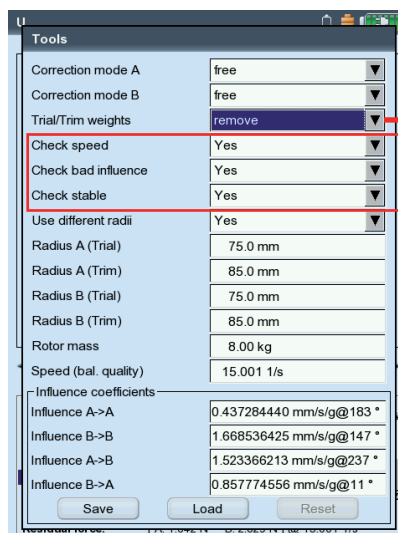 Tools
Correction mode A free
Correction mode B free
Trial/Trim weights remove
Check speed Yes
Check bad influence Yes
Check stable Yes
Use different radii Yes
Radius A (Trial) 75.0 mm
Radius A (Trim) 85.0 mm
Radius B (Trial) 75.0 mm
Radius B (Trim) 85.0 mm
Rotor mass 8.00 kg
Speed (bal. quality) 15.001 1/s
Influence coefficients
Influence A->A 0.437284440 mm/s/g@183 °
Influence B->B 1.668536425 mm/s/g@147 °
Influence A->B 1.523366213 mm/s/g@237 °
Influence B->A 0.857774556 mm/s/g@11 °
Save Load Reset